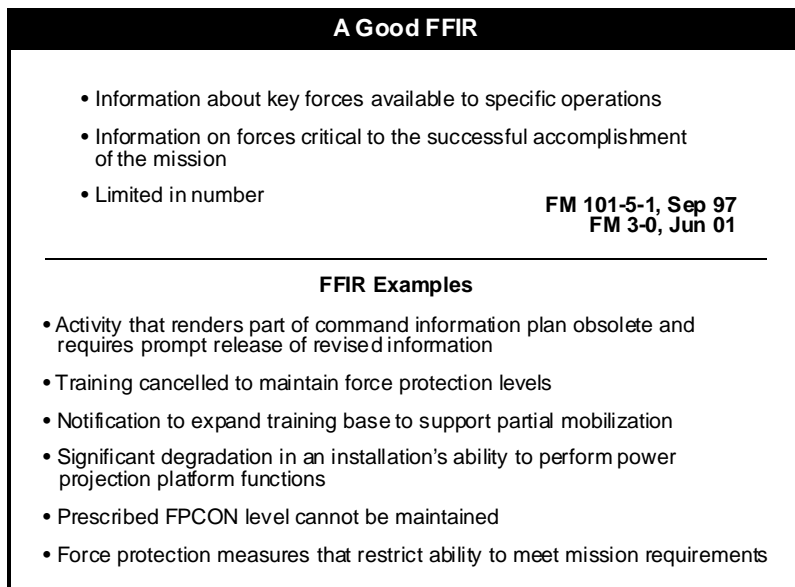 A Good FFIR
• Information about key forces available to specific operations
• Information on forces critical to the successful accomplishment
of the mission
• Limited in number
FM 101-5-1, Sep 97
FM 3-0, Jun 01
FFIR Examples
• Activity that renders part of command information plan obsolete and
requires prompt release of revised information
• Training cancelled to maintain force protection levels
• Notification to expand training base to support partial mobilization
• Significant degradation in an installation's ability to perform power
projection platform functions
• Prescribed FPCON level cannot be maintained
• Force protection measures that restrict ability to meet mission requirements